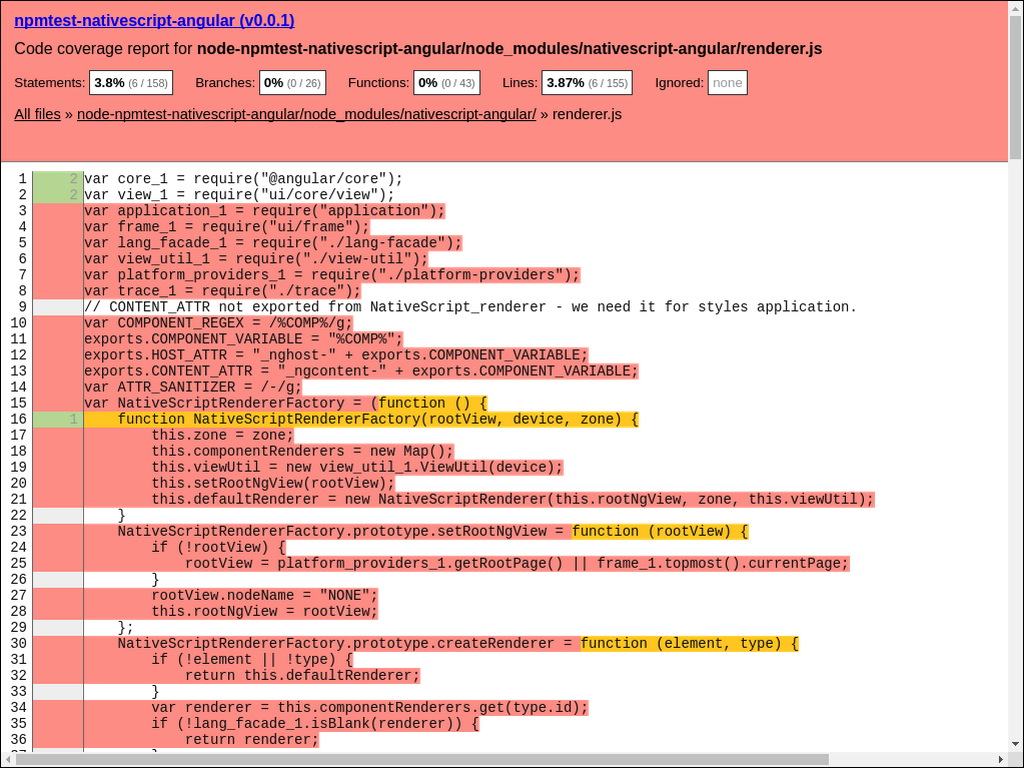 npmtest-nativescript-angular (v0.0.1)
Code coverage report for node-npmtest-nativescript-angular/node_modules/nativescript-angular/renderer.js
Statements: 3.8% (6 / 158) Branches: 0% (0 / 26) Functions: 0% (0 / 43) Lines: 3.87% (6 / 155) Ignored: none
All files » node-npmtest-nativescript-angular/node_modules/nativescript-angular/ » renderer.js
1 2 var core_1 = require("@angular/core");
2 2 var view_1 = require("ui/core/view");
3 var application_1 = require("application");
4 var frame_1 = require("ui/frame");
5 var lang_facade_1 = require("./lang-facade");
6 var view_util_1 = require("./view-util");
7 var platform_providers_1 = require("./platform-providers");
8 var trace_1 = require("./trace");
9 // CONTENT_ATTR not exported from NativeScript_renderer - we need it for styles application.
10 var COMPONENT_REGEX = /%COMP%/g;
11 exports.COMPONENT_VARIABLE = "%COMP%";
12 exports.HOST_ATTR = "_nghost-" + exports.COMPONENT_VARIABLE;
13 exports.CONTENT_ATTR = "_ngcontent-" + exports.COMPONENT_VARIABLE;
14 var ATTR_SANITIZER = /-/g;
15 var NativeScriptRendererFactory = (function () {
16 1 function NativeScriptRendererFactory(rootView, device, zone) {
17 this.zone = zone;
18 this.componentRenderers = new Map();
19 this.viewUtil = new view_util_1.ViewUtil(device);
20 this.setRootNgView(rootView);
21 this.defaultRenderer = new NativeScriptRenderer(this.rootNgView, zone, this.viewUtil);
22 }
23 NativeScriptRendererFactory.prototype.setRootNgView = function (rootView) {
24 if (!rootView) {
25 rootView = platform_providers_1.getRootPage() || frame_1.topmost().currentPage;
26 }
27 rootView.nodeName = "NONE";
28 this.rootNgView = rootView;
29 };
30 NativeScriptRendererFactory.prototype.createRenderer = function (element, type) {
31 if (!element || !type) {
32 return this.defaultRenderer;
33 }
34 var renderer = this.componentRenderers.get(type.id);
35 if (!lang_facade_1.isBlank(renderer)) {
36 return renderer;